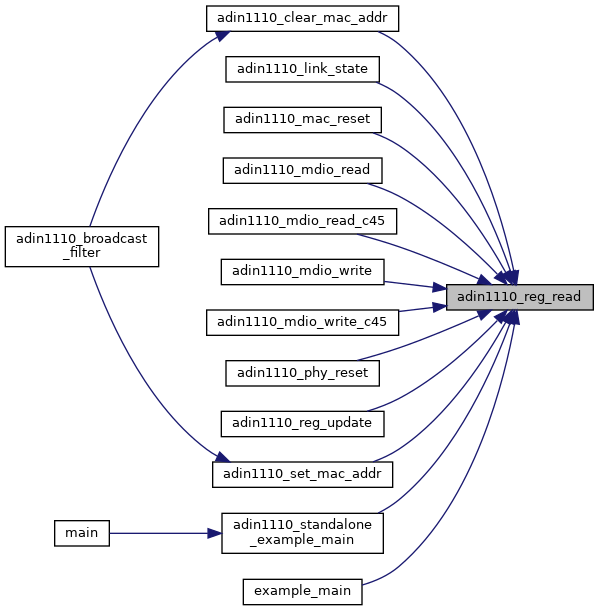 adin1110_clear_mac_addr
adin1110_link_state
adin1110_mac_reset
adin1110_mdio_read
adin1110_mdio_read_c45
adin1110_broadcast
_filter
adin1110_mdio_write
adin1110_reg_read
adin1110_mdio_write_c45
adin1110_phy_reset
adin1110_reg_update
adin1110_set_mac_addr
main
adin1110_standalone
_example_main
example_main